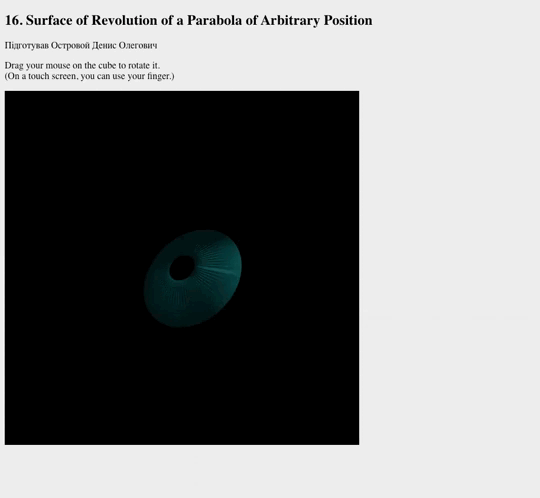 16. Surface of Revolution of a Parabola of Arbitrary Position
Підготував Островой Денис Олегович
Drag your mouse on the cube to rotate it.
(On a touch screen, you can use your finger.)